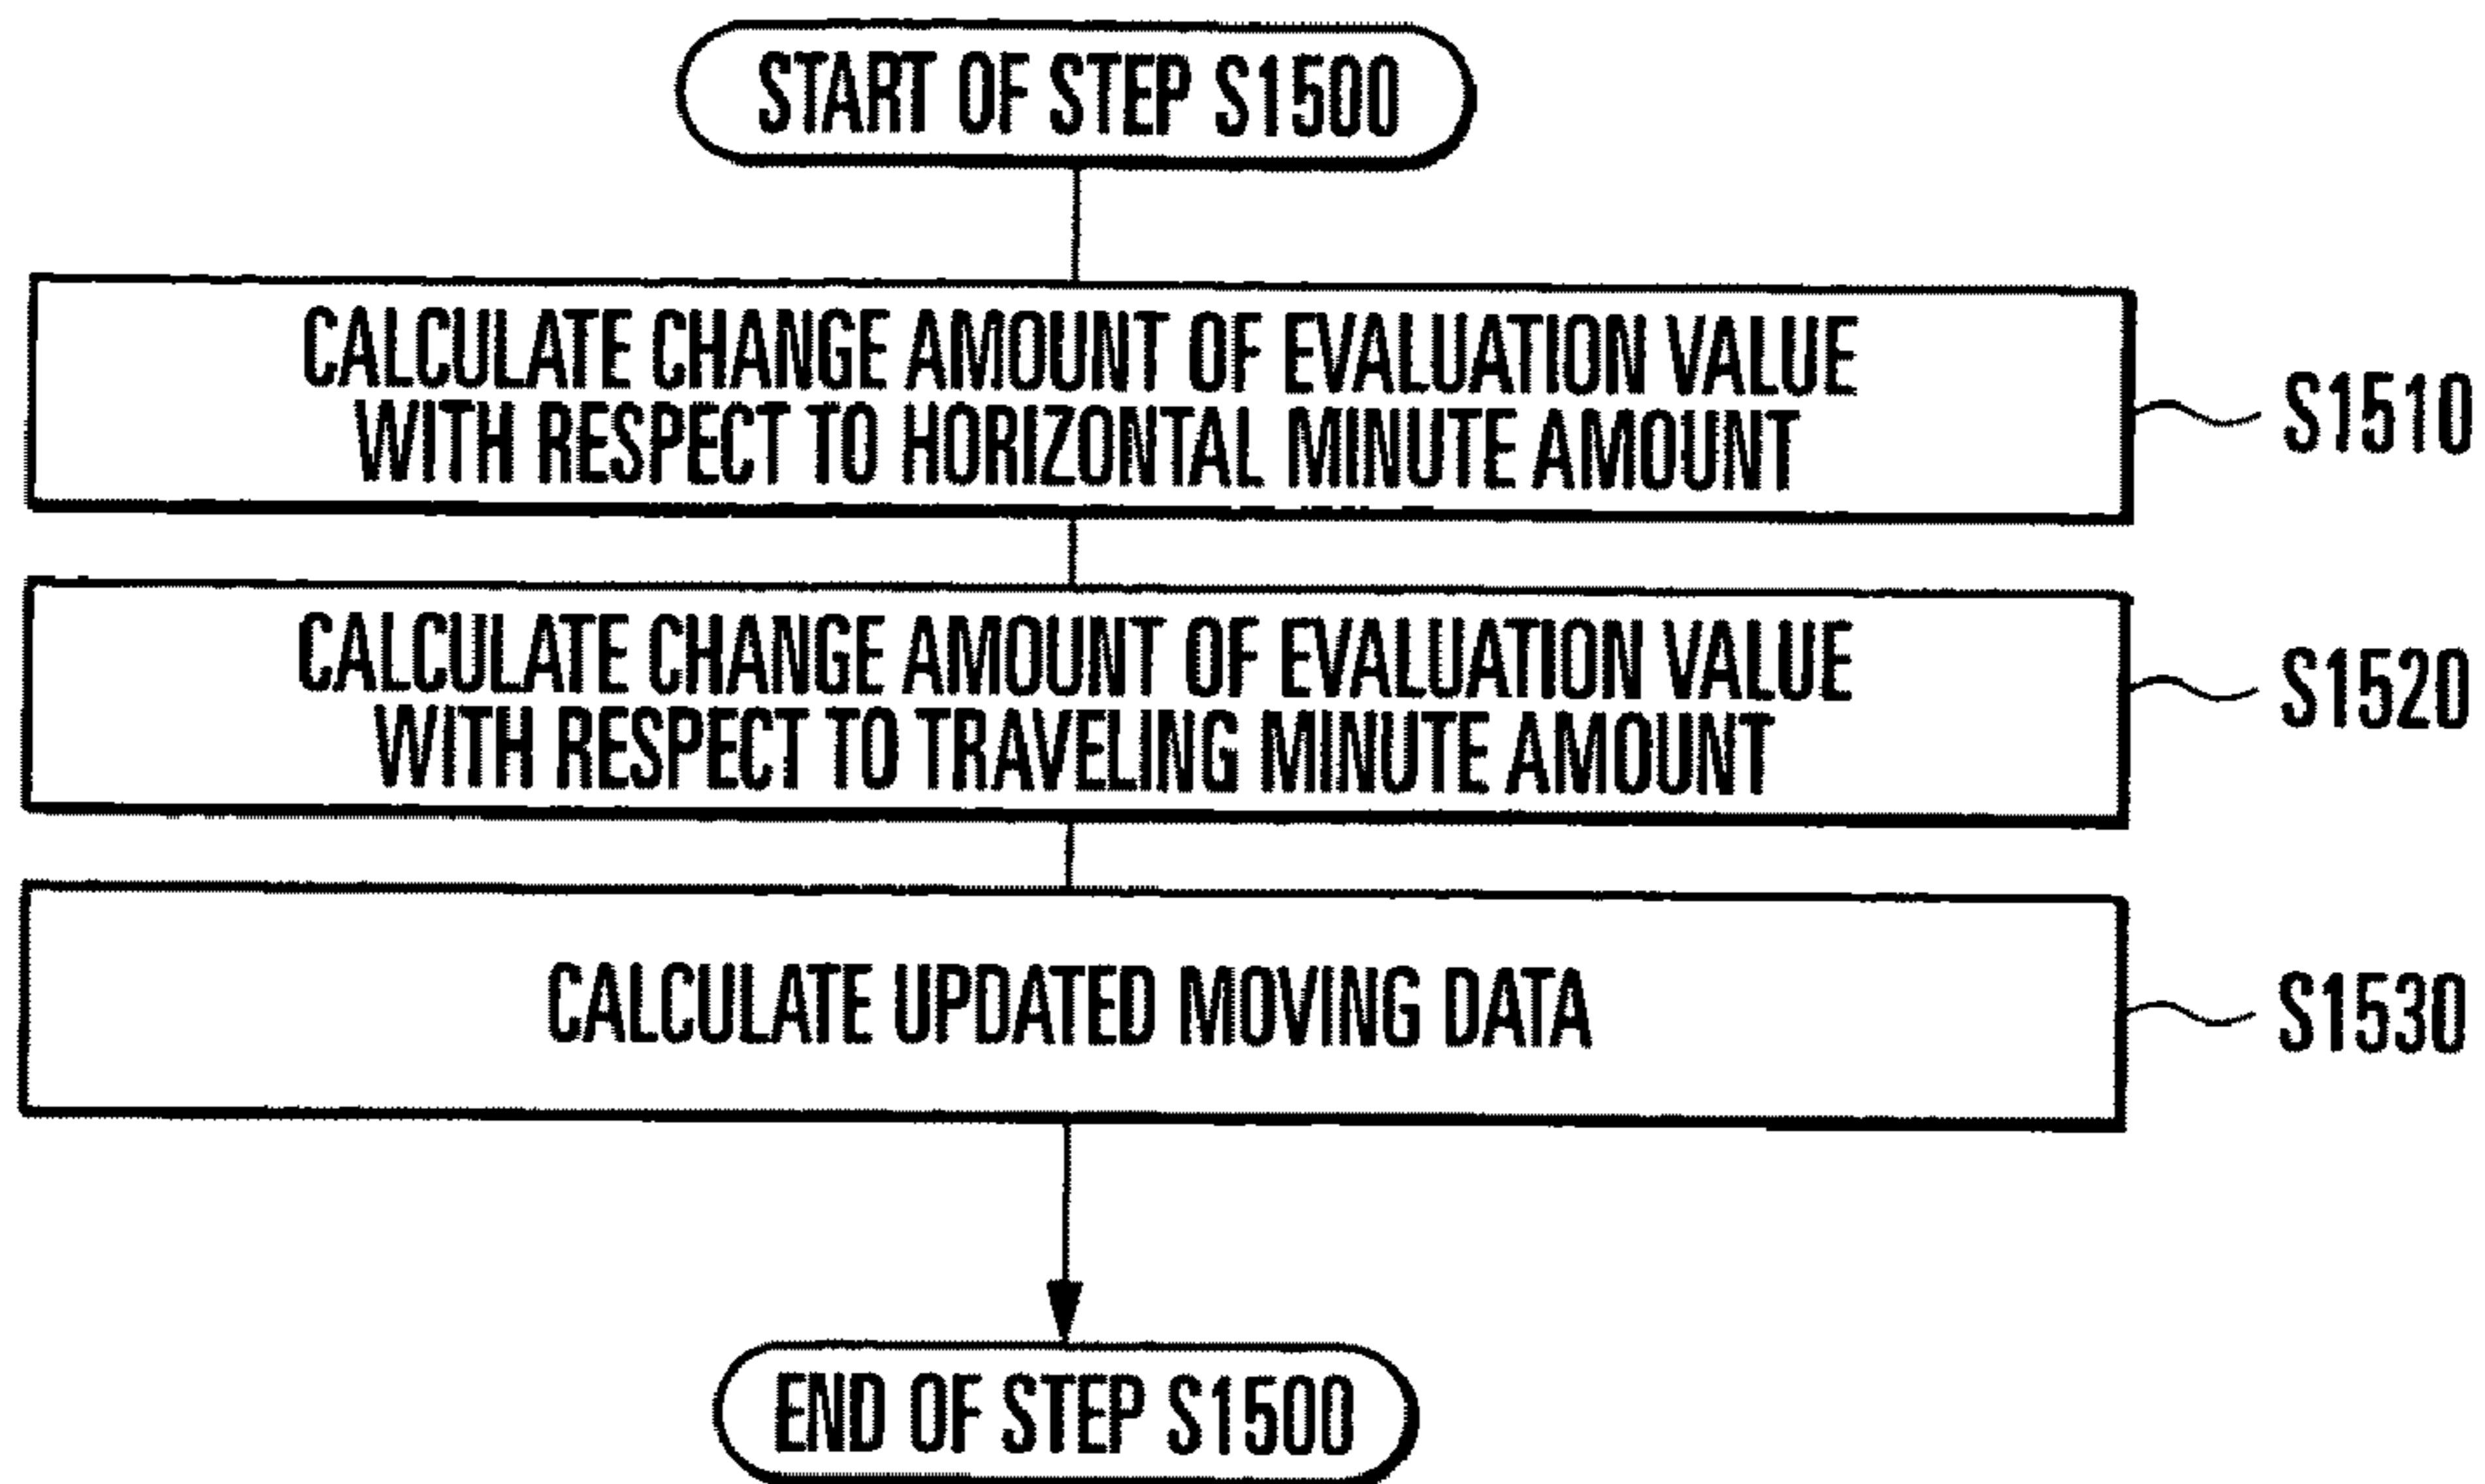 START OF STEP S1500
CALCULATE CHANGE AMOUNT OF EVALUATION VALUE
WITH RESPECT TO HORIZONTAL MINUTE AMOUNT
S1510
CALCULATE CHANGE AMOUNT OF EVALUATION VALUE
WITH RESPECT TO TRAVELING MINUTE AMOUNT
S1520
CALCULATE UPDATED MOVING DATA
S1530
END OF STEP S1500